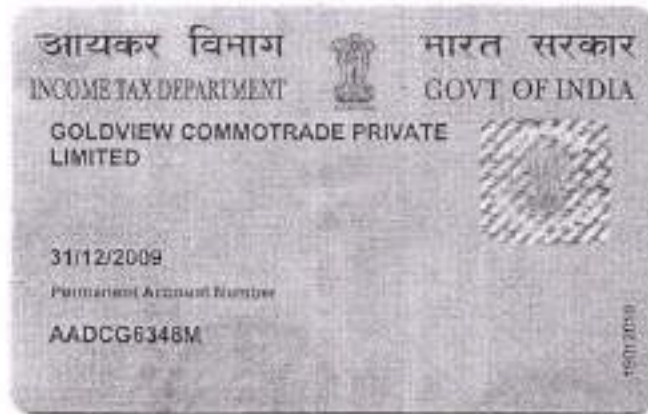 आयकर विभाग
भारत सरकार
INCOME TAX DEPARTMENT
GOVT OF INDIA
GOLDVIEW COMMOTRADE PRIVATE
LIMITED
31/12/2009
Permanent Account Number
AADCG6348M